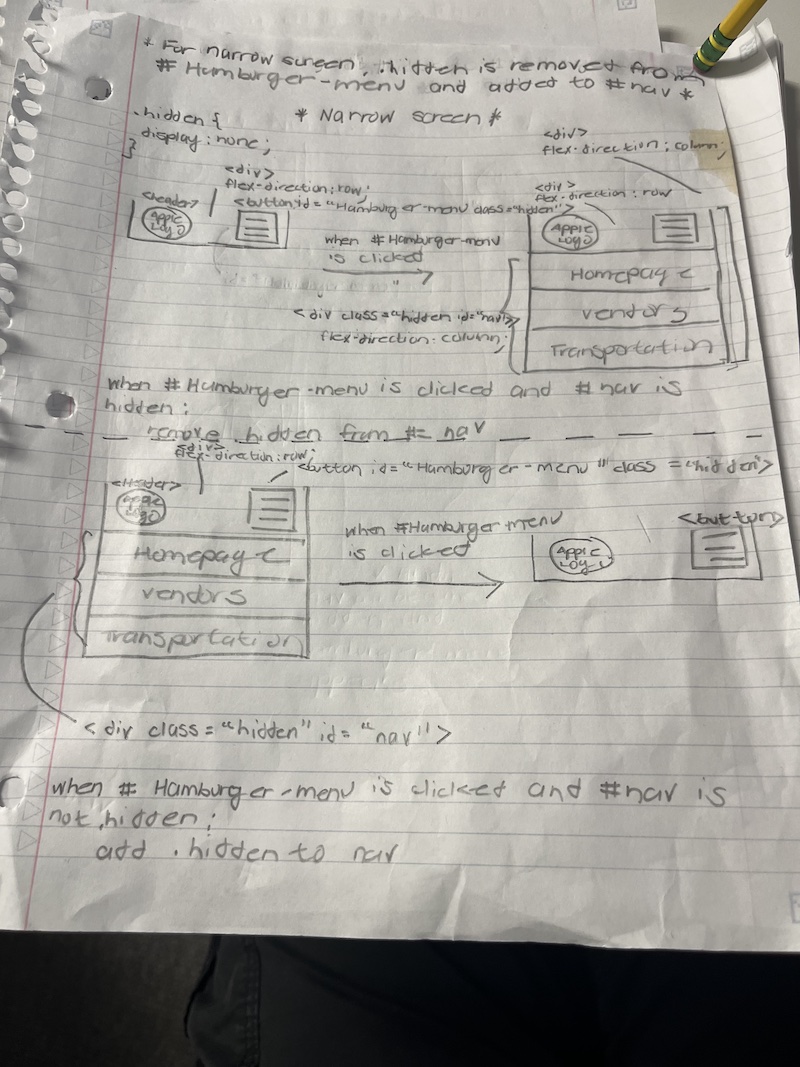 * For narrow screen, .hidden is removed from
# Hamburger-menu and added to #nav *
.hidden {
* Narrow screen *
display: none;
}
<div>
flex-direction: column;
<div>
flex-direction: row;
<div>
flex-direction: row
<header>
<button id="Hamburger-menu class="hidden">
Apple
Logo
Apple
Logo
when #Hamburger-menu
is clicked
Homepage
<div class="hidden id="nav">
flex-direction: column;
vendors
Transportation
when # Hamburger-menu is clicked and #nav is
hidden:
remove .hidden from # nav
<div>
flex-direction: row;
<button id="Hamburger-menu" class="hidden">
<Header>
Apple
Logo
when #Hamburger-menu
is clicked
<button>
Apple
Logo
Homepage
vendors
Transportation
<div class="hidden" id="nav">
when # Hamburger-menu is clicked and #nav is
not .hidden:
add .hidden to nav